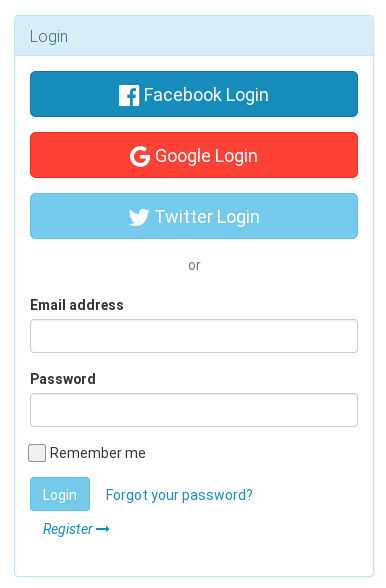 Login
Facebook Login
Google Login
Twitter Login
or
Email address
Password
Remember me
Login Forgot your password?
Register